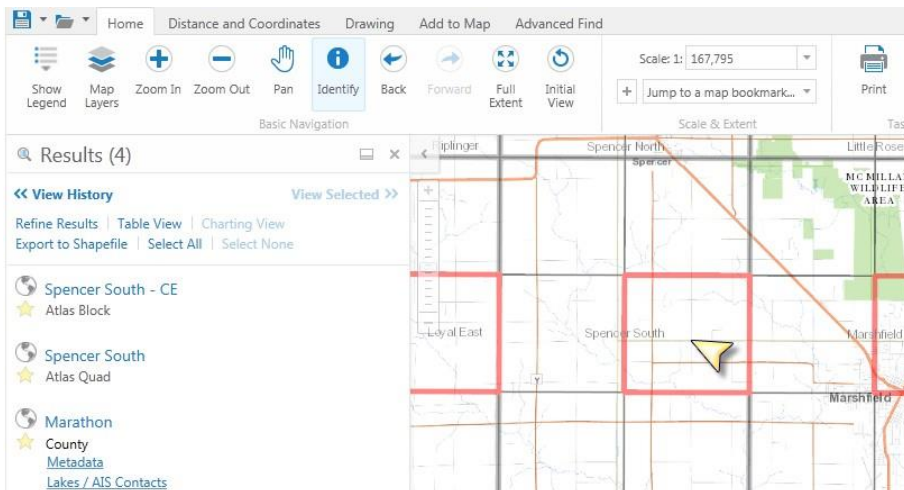 Home Distance and Coordinates Drawing Add to Map Advanced Find
Show Legend
Map Layers
Zoom In
Zoom Out
Pan
Identify
Back
Forward
Full Extent
Initial View
Scale: 1: 167,795
Jump to a map bookmark...
Print
Basic Navigation
Scale & Extent
Results (4)
View History
View Selected
Refine Results | Table View | Charting View
Export to Shapefile | Select All | Select None
Spencer South - CE
Atlas Block
Spencer South
Atlas Quad
Marathon
County
Metadata
Lakes / AIS Contacts
Spencer North
Spencer
MCMILLAN
WILDLIFE
AREA
Loyal East
Spencer South
Marshfield
Marshfield